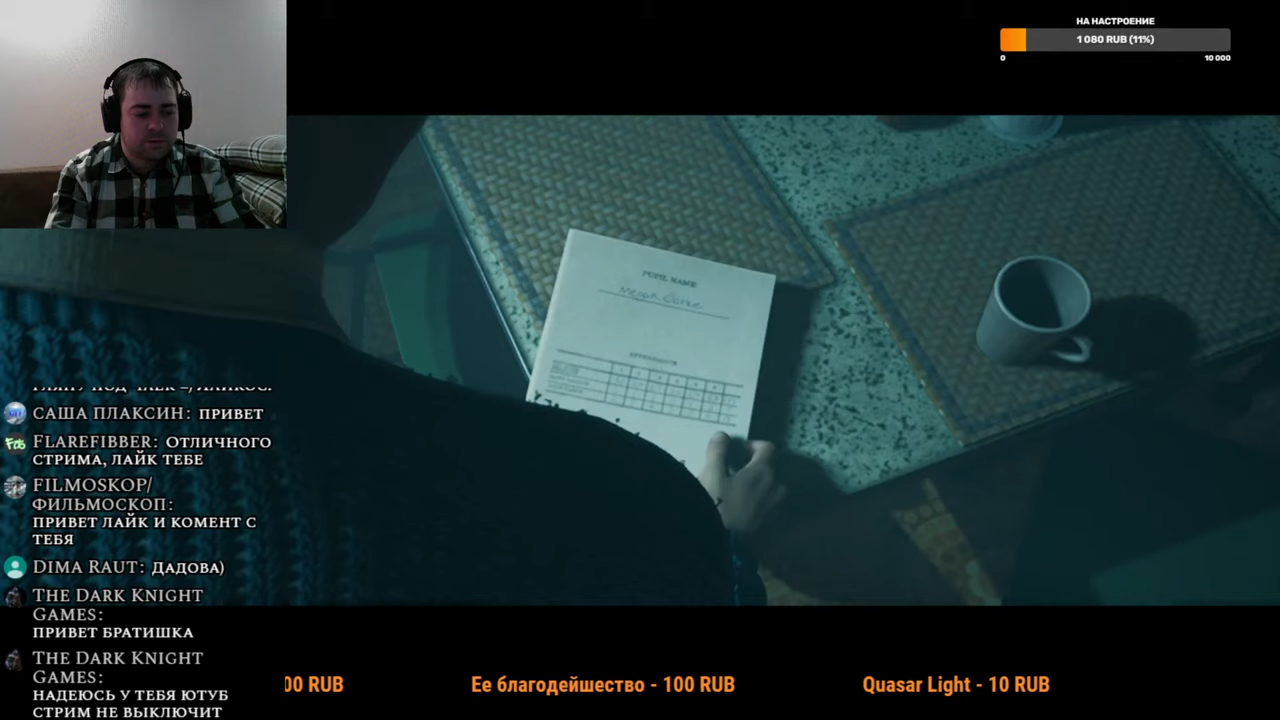 НА НАСТРОЕНИЕ
1 080 RUB (11%)
0
10 000
PUPIL NAME
САША ПЛАКСИН: ПРИВЕТ
FLAREFIBBER: ОТЛИЧНОГО
СТРИМА, ЛАЙК ТЕБЕ
FILMOSKOP/
ФИЛЬМОСКОП:
ПРИВЕТ ЛАЙК И КОМЕНТ С
ТЕБЯ
DIMA RAUT: ДАДОВА)
THE DARK KNIGHT
GAMES:
ПРИВЕТ БРАТИШКА
THE DARK KNIGHT
GAMES:
НАДЕЮСЬ У ТЕБЯ ЮТУБ
СТРИМ НЕ ВЫКЛЮЧИТ
00 RUB
Ее благодейшество - 100 RUB
Quasar Light - 10 RUB